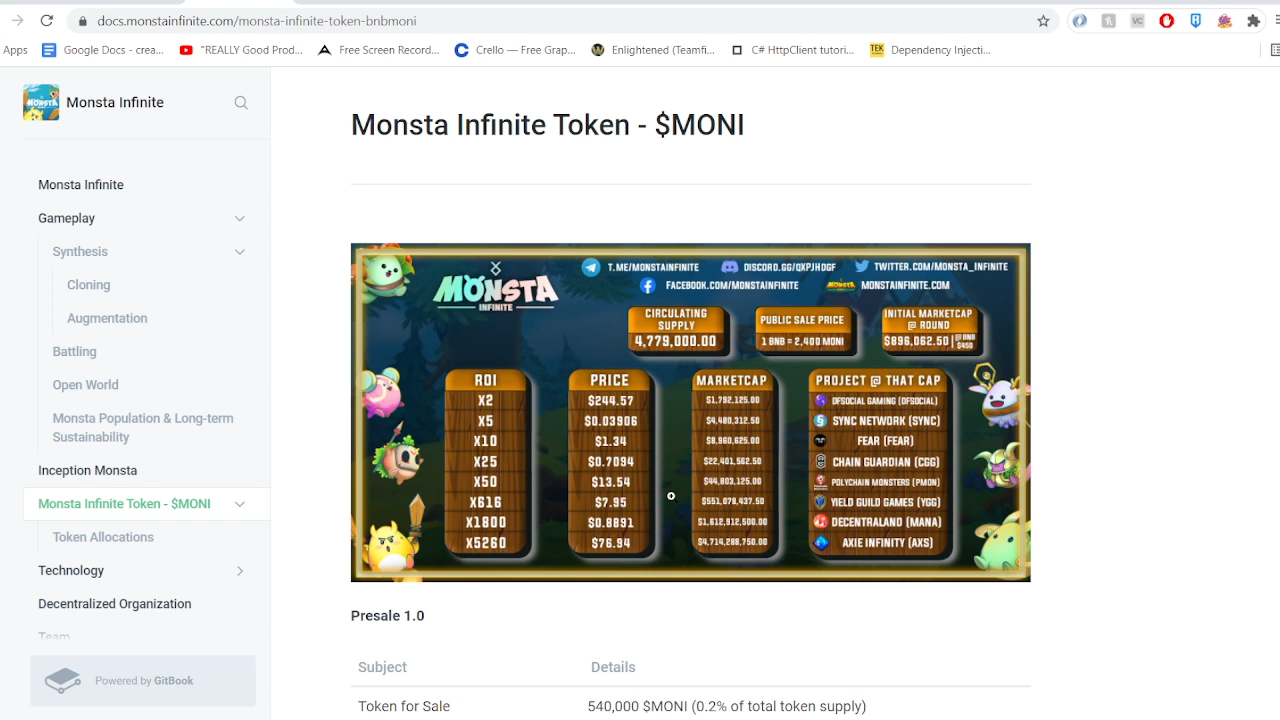 docs.monstainfinite.com/monsta-infinite-token-bnbmoni
Apps
Google Docs - crea...
"REALLY Good Prod...
Free Screen Record...
Crello — Free Grap...
Enlightened (Teamfi...
C# HttpClient tutori...
TEK
Dependency Injecti...
Monsta Infinite
Monsta Infinite
Gameplay
Synthesis
Cloning
Augmentation
Battling
Open World
Monsta Population & Long-term
Sustainability
Inception Monsta
Monsta Infinite Token - $MONI
Token Allocations
Technology
Decentralized Organization
Team
Powered by GitBook
Monsta Infinite Token - $MONI
MONSTA
INFINITE
T.ME/MONSTAINFINITE
DISCORD.GG/QXPJHDGF
TWITTER.COM/MONSTA_INFINITE
FACEBOOK.COM/MONSTAINFINITE
MONSTAINFINITE.COM
CIRCULATING
SUPPLY
4,779,000.00
PUBLIC SALE PRICE
1 BNB = 2,400 MONI
INITIAL MARKETCAP
@ ROUND
$896,062.50 | @ BNB $450
ROI PRICE MARKETCAP PROJECT @ THAT CAP
X2 $244.57 $1,792,125.00 DFSOCIAL GAMING (DFSOCIAL)
X5 $0.03906 $4,480,312.50 SYNC NETWORK (SYNC)
X10 $1.34 $8,960,625.00 FEAR (FEAR)
X25 $0.7094 $22,401,562.50 CHAIN GUARDIAN (CGG)
X50 $13.54 $44,803,125.00 POLYCHAIN MONSTERS (PMON)
X616 $7.95 $551,078,437.50 YIELD GUILD GAMES (YGG)
X1800 $0.8891 $1,612,912,500.00 DECENTRALAND (MANA)
X5260 $76.94 $4,714,288,750.00 AXIE INFINITY (AXS)
Presale 1.0
Subject Details
Token for Sale 540,000 $MONI (0.2% of total token supply)